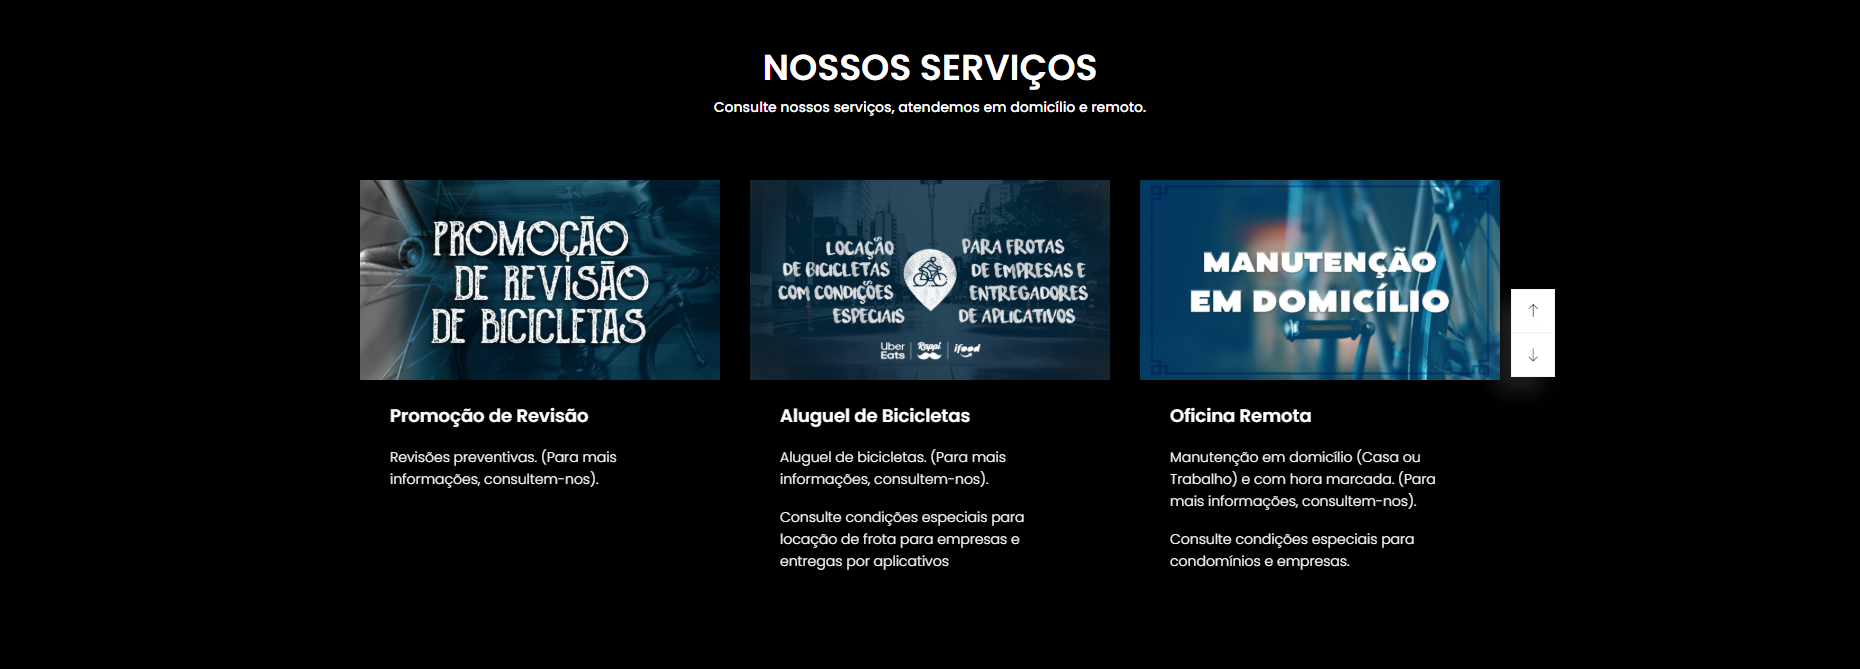 NOSSOS SERVIÇOS
Consulte nossos serviços, atendemos em domicílio e remoto.
PROMOÇÃO
DE REVISÃO
DE BICICLETAS
LOCAÇÃO
DE BICICLETAS
COM CONDIÇÕES
ESPECIAIS
PARA FROTAS
DE EMPRESAS E
ENTREGADORES
DE APLICATIVOS
Uber
Eats
Rappi
ifood
MANUTENÇÃO
EM DOMICÍLIO
Promoção de Revisão
Revisões preventivas. (Para mais
informações, consultem-nos).
Aluguel de Bicicletas
Aluguel de bicicletas. (Para mais
informações, consultem-nos).
Consulte condições especiais para
locação de frota para empresas e
entregas por aplicativos
Oficina Remota
Manutenção em domicílio (Casa ou
Trabalho) e com hora marcada. (Para
mais informações, consultem-nos).
Consulte condições especiais para
condomínios e empresas.